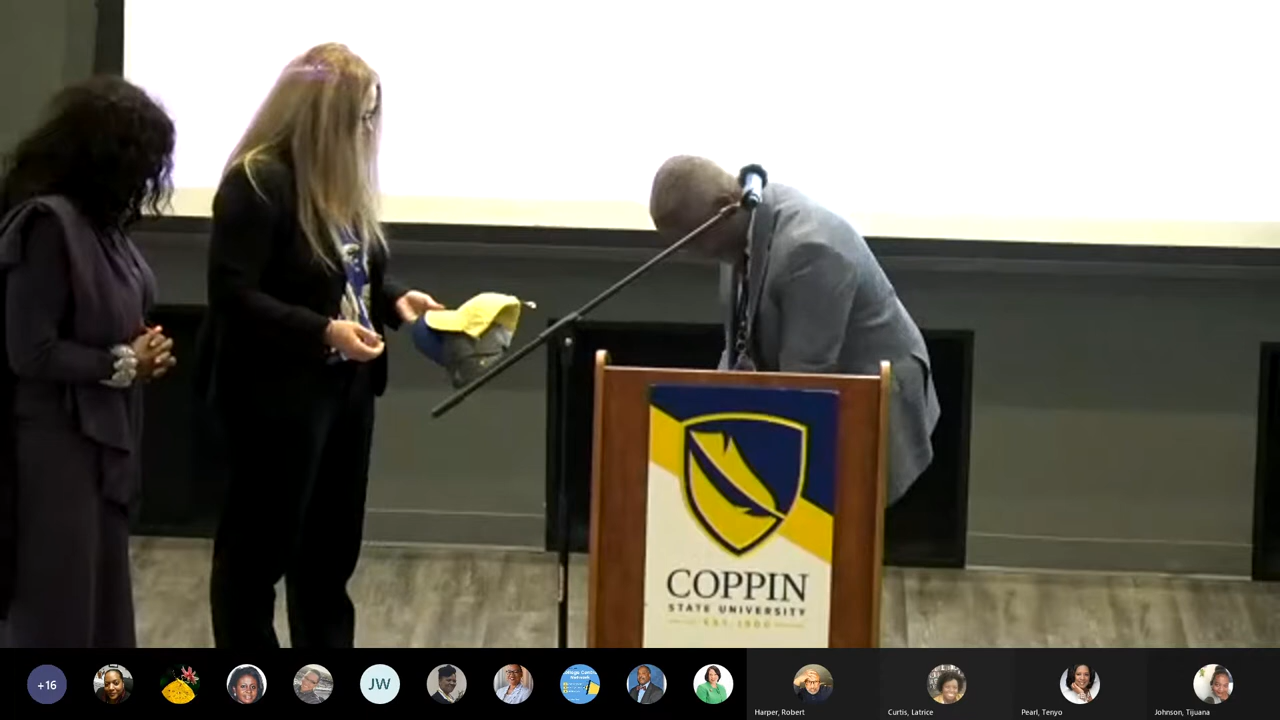 COPPIN
STATE UNIVERSITY
EST. 1900
+16
JW
Harper, Robert
Curtis, Latrice
Pearl, Tenyo
Johnson, Tijuana